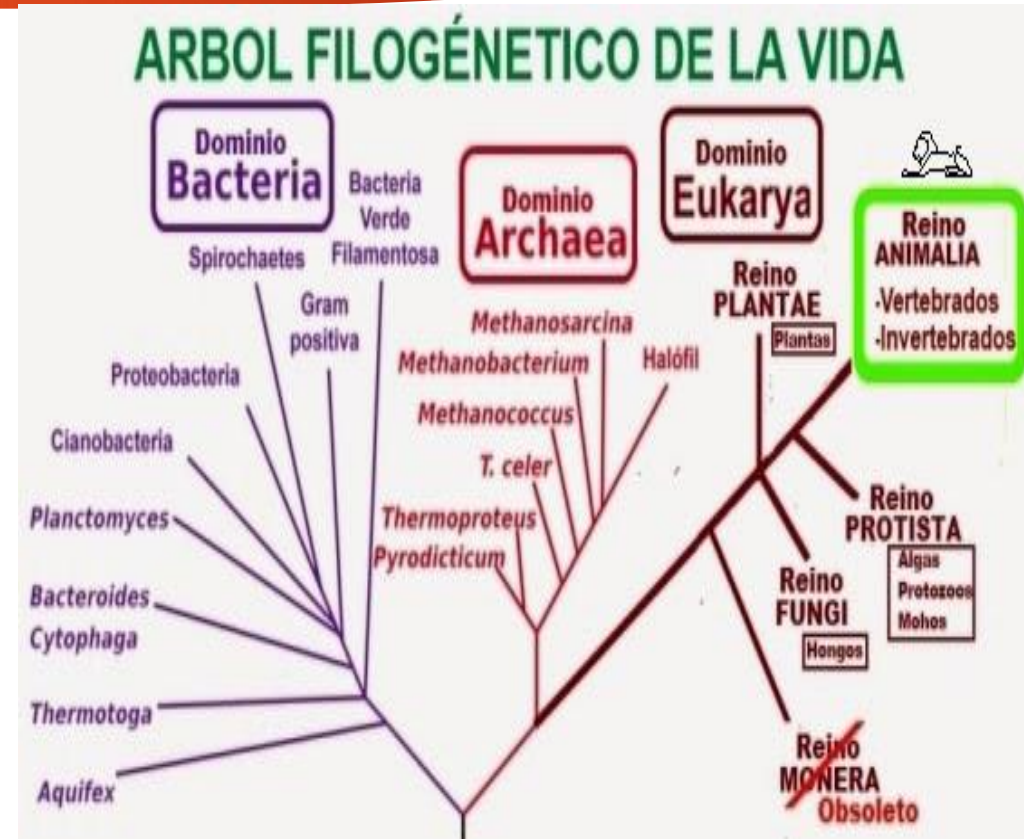 ARBOL FILOGÉNETICO DE LA VIDA
Dominio
Bacteria
Bacteria
Verde
Filamentosa
Spirochaetes
Gram
positiva
Proteobacteria
Cianobacteria
Planctomyces
Bacteroides
Cytophaga
Thermotoga
Aquifex
Dominio
Archaea
Methanosarcina
Methanobacterium
Halófil
Methanococcus
T. celer
Thermoproteus
Pyrodicticum
Dominio
Eukarya
Reino
PLANTAE
Plantas
Reino
ANIMALIA
-Vertebrados
-Invertebrados
Reino
PROTISTA
Algas
Protozoos
Mohos
Reino
FUNGI
Hongos
Reino
MONERA
Obsoleto